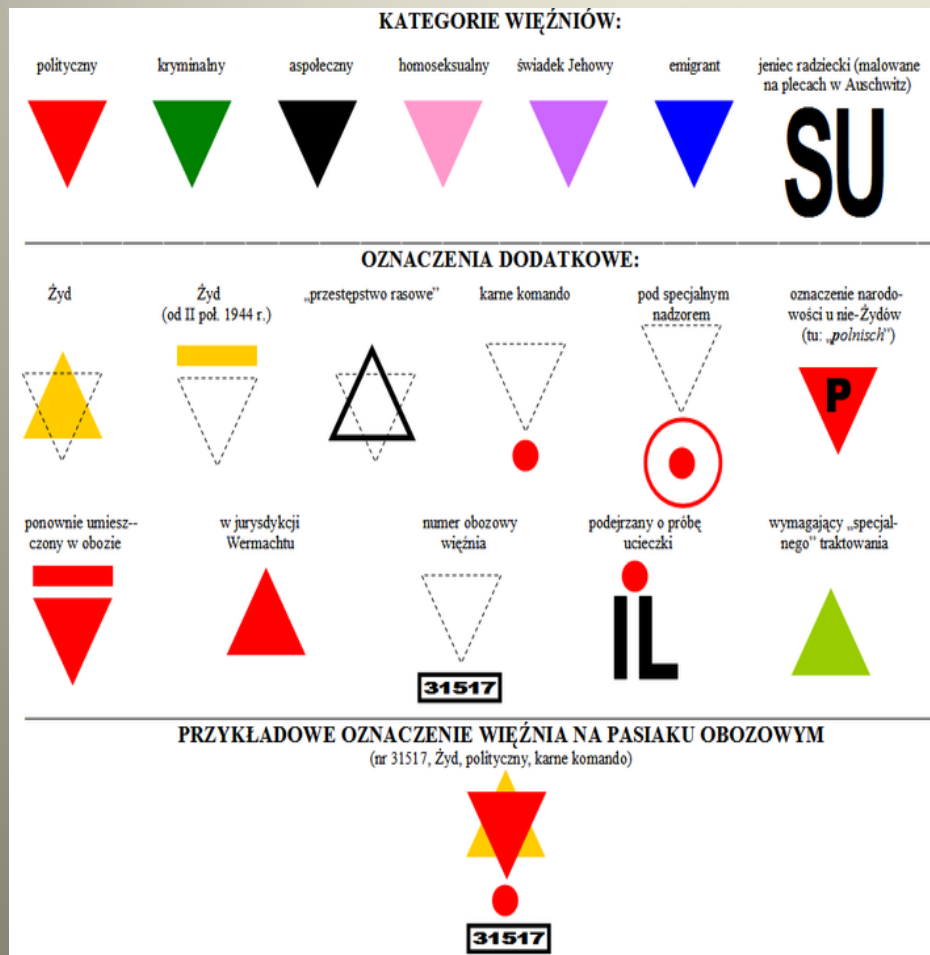 KATEGORIE WIĘŹNIÓW:
polityczny
kryminalny
aspołeczny
homoseksualny
świadek Jehowy
emigrant
jeniec radziecki (malowane
na plecach w Auschwitz)
SU
OZNACZENIA DODATKOWE:
Żyd
Żyd
(od II poł. 1944 r.)
„przestępstwo rasowe”
karne komando
pod specjalnym
nadzorem
oznaczenie narodo-
wości u nie-Żydów
(tu: „polnisch”)
P
ponownie umiesz--
czony w obozie
w jurysdykcji
Wermachtu
numer obozowy
więźnia
31517
podejrzany o próbę
ucieczki
IL
wymagający „specjal-
nego” traktowania
PRZYKŁADOWE OZNACZENIE WIĘŹNIA NA PASIAKU OBOZOWYM
(nr 31517, Żyd, polityczny, karne komando)
31517